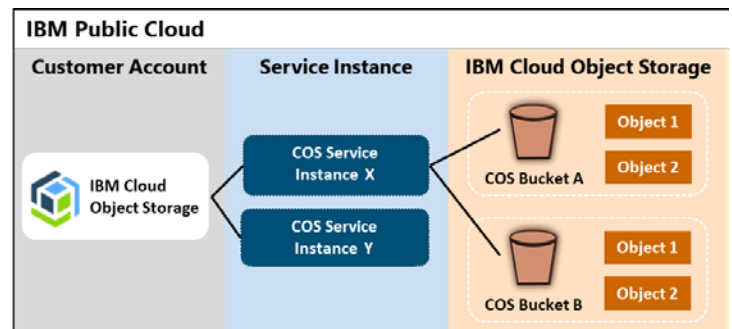 IBM Public Cloud
Customer Account
Service Instance
IBM Cloud Object Storage
IBM Cloud
Object Storage
COS Service
Instance X
COS Service
Instance Y
COS Bucket A
Object 1
Object 2
COS Bucket B
Object 1
Object 2